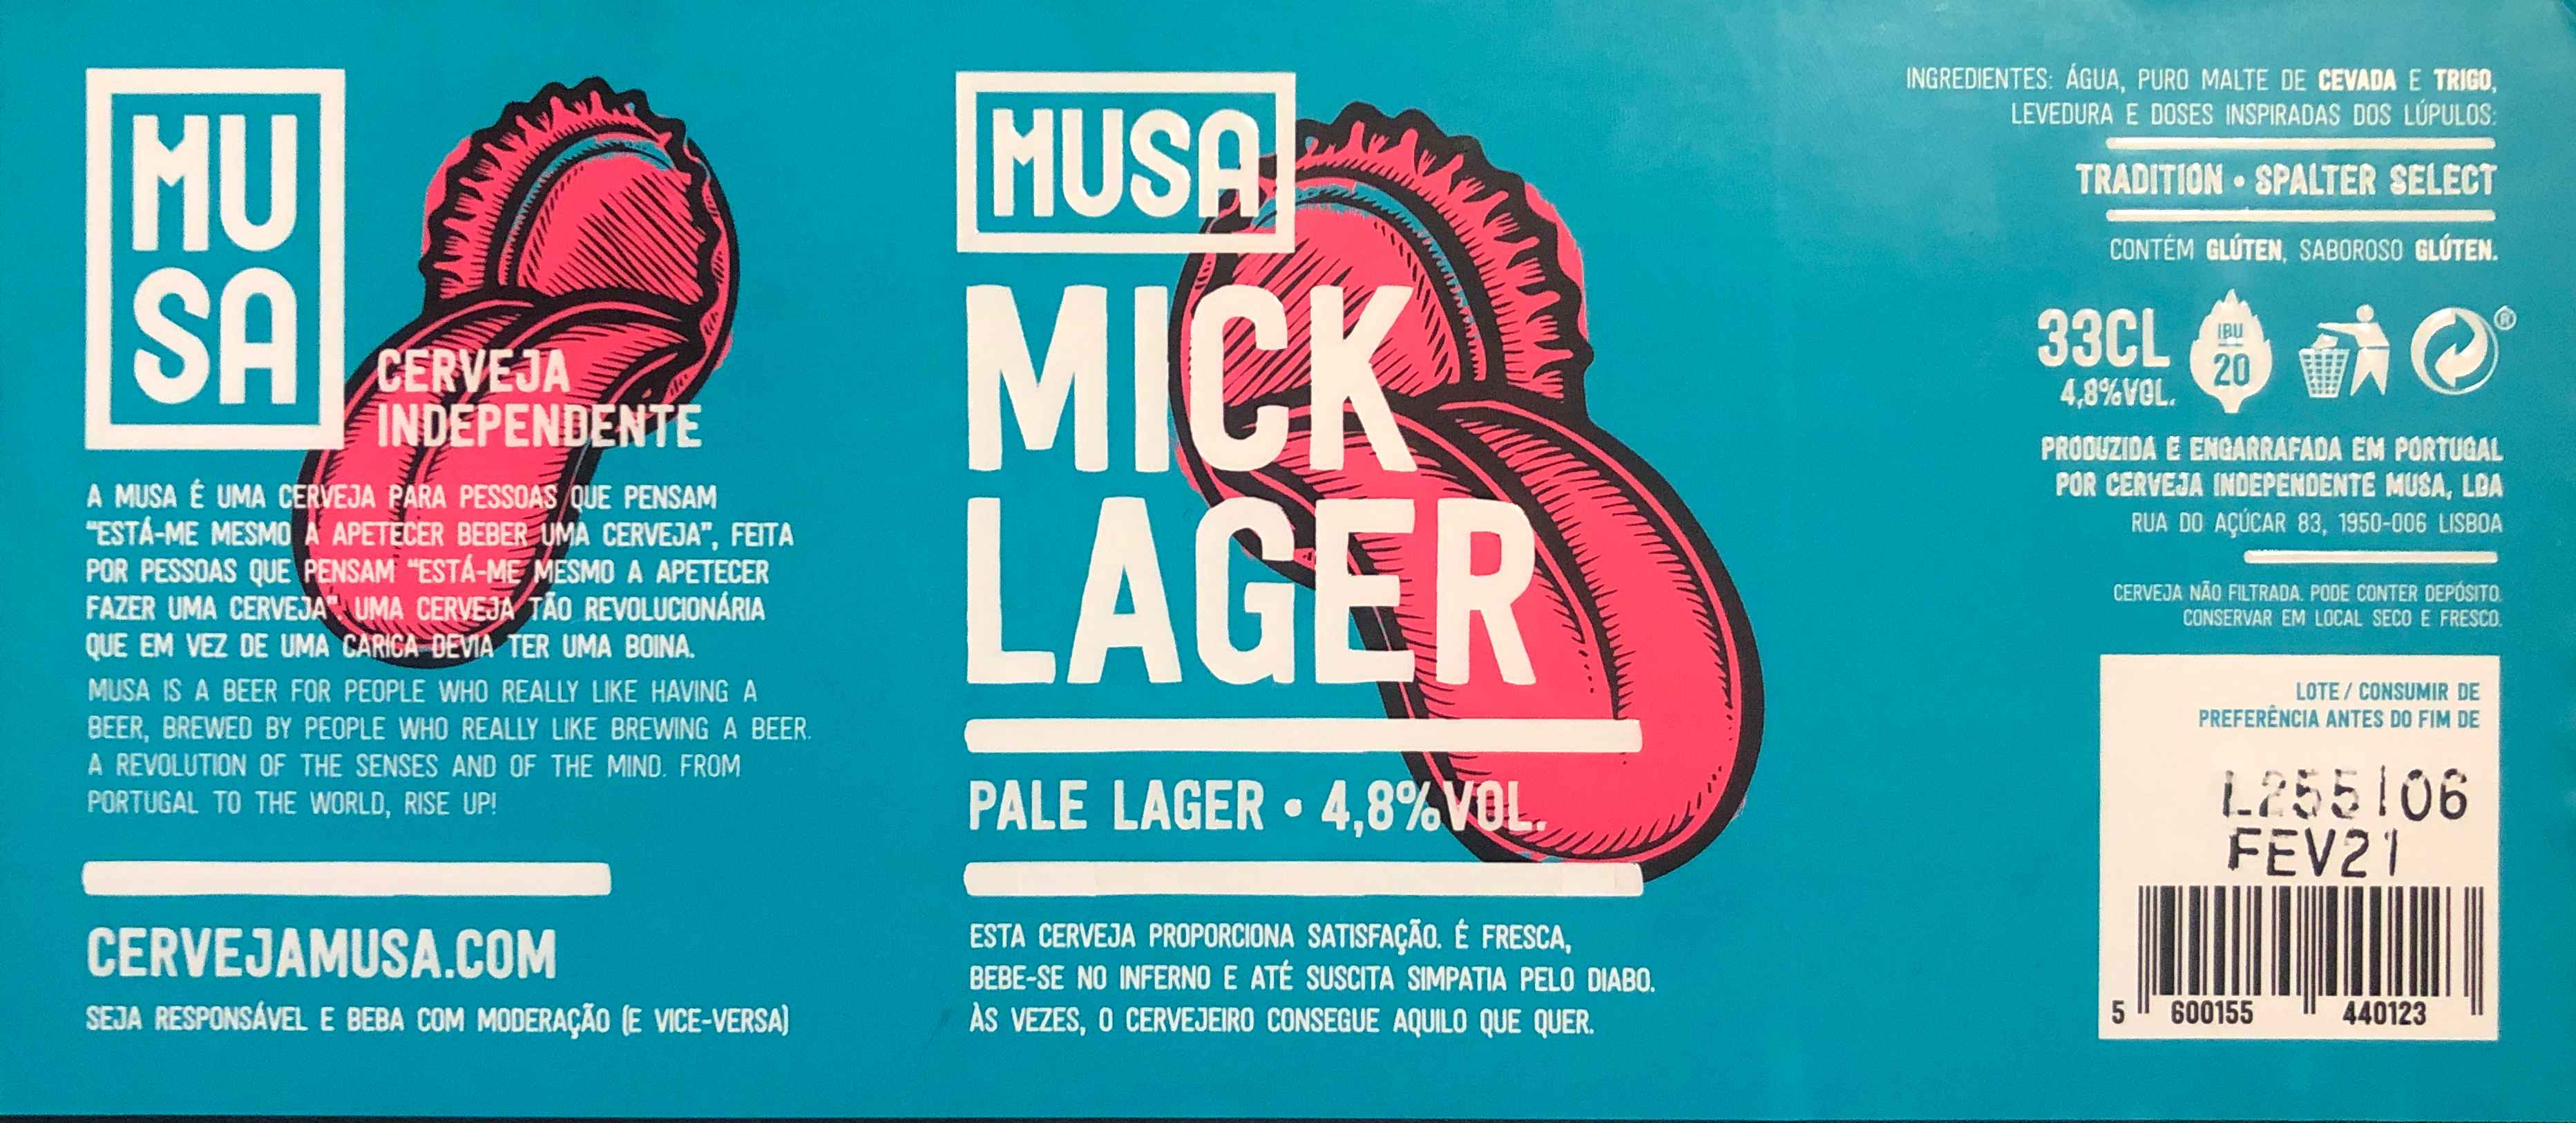 MU
SA
CERVEJA
INDEPENDENTE
A MUSA É UMA CERVEJA PARA PESSOAS QUE PENSAM
"ESTÁ-ME MESMO A APETECER BEBER UMA CERVEJA", FEITA
POR PESSOAS QUE PENSAM "ESTÁ-ME MESMO A APETECER
FAZER UMA CERVEJA". UMA CERVEJA TÃO REVOLUCIONÁRIA
QUE EM VEZ DE UMA CARICA DEVIA TER UMA BOINA.
MUSA IS A BEER FOR PEOPLE WHO REALLY LIKE HAVING A
BEER, BREWED BY PEOPLE WHO REALLY LIKE BREWING A BEER.
A REVOLUTION OF THE SENSES AND OF THE MIND. FROM
PORTUGAL TO THE WORLD, RISE UP!
CERVEJAMUSA.COM
SEJA RESPONSÁVEL E BEBA COM MODERAÇÃO (E VICE-VERSA)
MUSA
MICK
LAGER
PALE LAGER • 4,8%VOL.
ESTA CERVEJA PROPORCIONA SATISFAÇÃO. É FRESCA,
BEBE-SE NO INFERNO E ATÉ SUSCITA SIMPATIA PELO DIABO.
ÀS VEZES, O CERVEJEIRO CONSEGUE AQUILO QUE QUER.
INGREDIENTES: ÁGUA, PURO MALTE DE CEVADA E TRIGO,
LEVEDURA E DOSES INSPIRADAS DOS LÚPULOS:
TRADITION • SPALTER SELECT
CONTÉM GLÚTEN, SABOROSO GLÚTEN.
33CL
4,8%VOL.
IBU
20
®
PRODUZIDA E ENGARRAFADA EM PORTUGAL
POR CERVEJA INDEPENDENTE MUSA, LDA
RUA DO AÇÚCAR 83, 1950-006 LISBOA
CERVEJA NÃO FILTRADA. PODE CONTER DEPÓSITO.
CONSERVAR EM LOCAL SECO E FRESCO.
LOTE / CONSUMIR DE
PREFERÊNCIA ANTES DO FIM DE
L255|06
FEV21
5 600155 440123